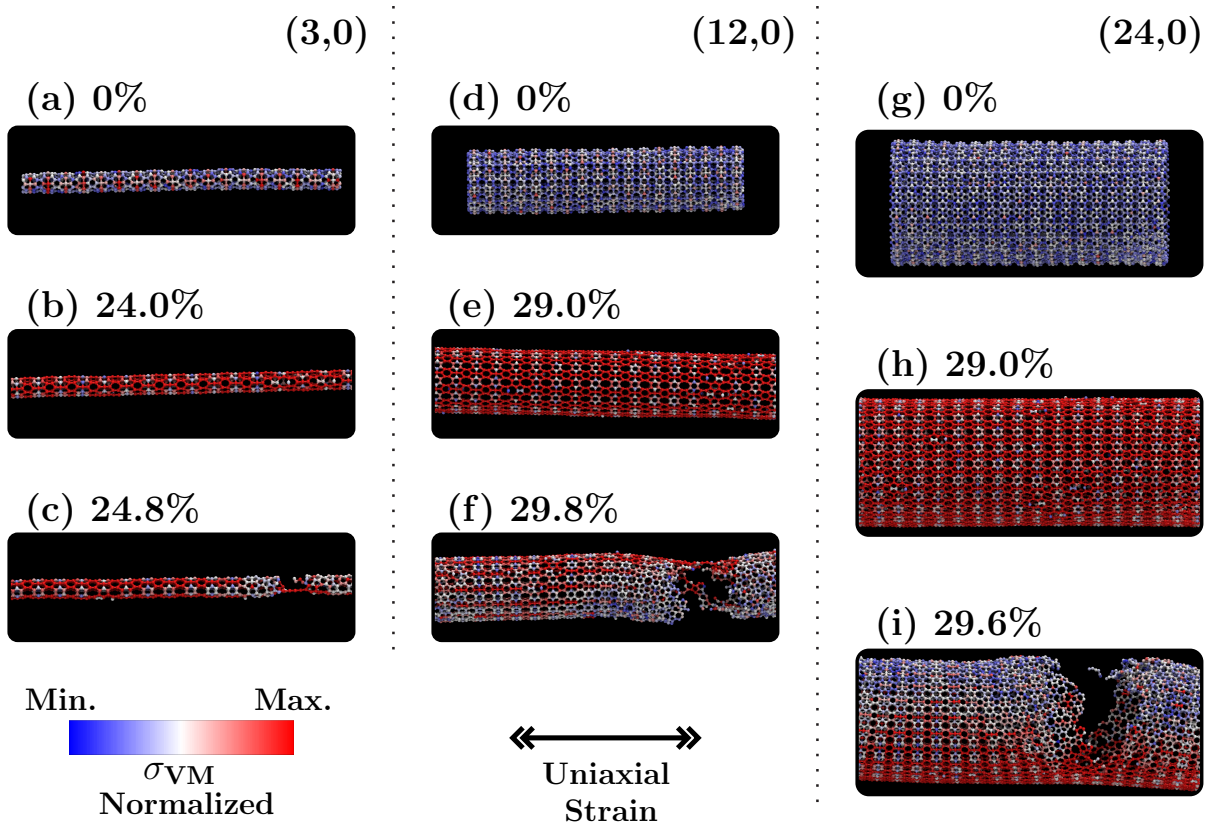 (3,0)
(12,0)
(24,0)
(a) 0%
(d) 0%
(g) 0%
(b) 24.0%
(e) 29.0%
(h) 29.0%
(c) 24.8%
(f) 29.8%
(i) 29.6%
Min. Max.
σVM
Normalized
Uniaxial
Strain